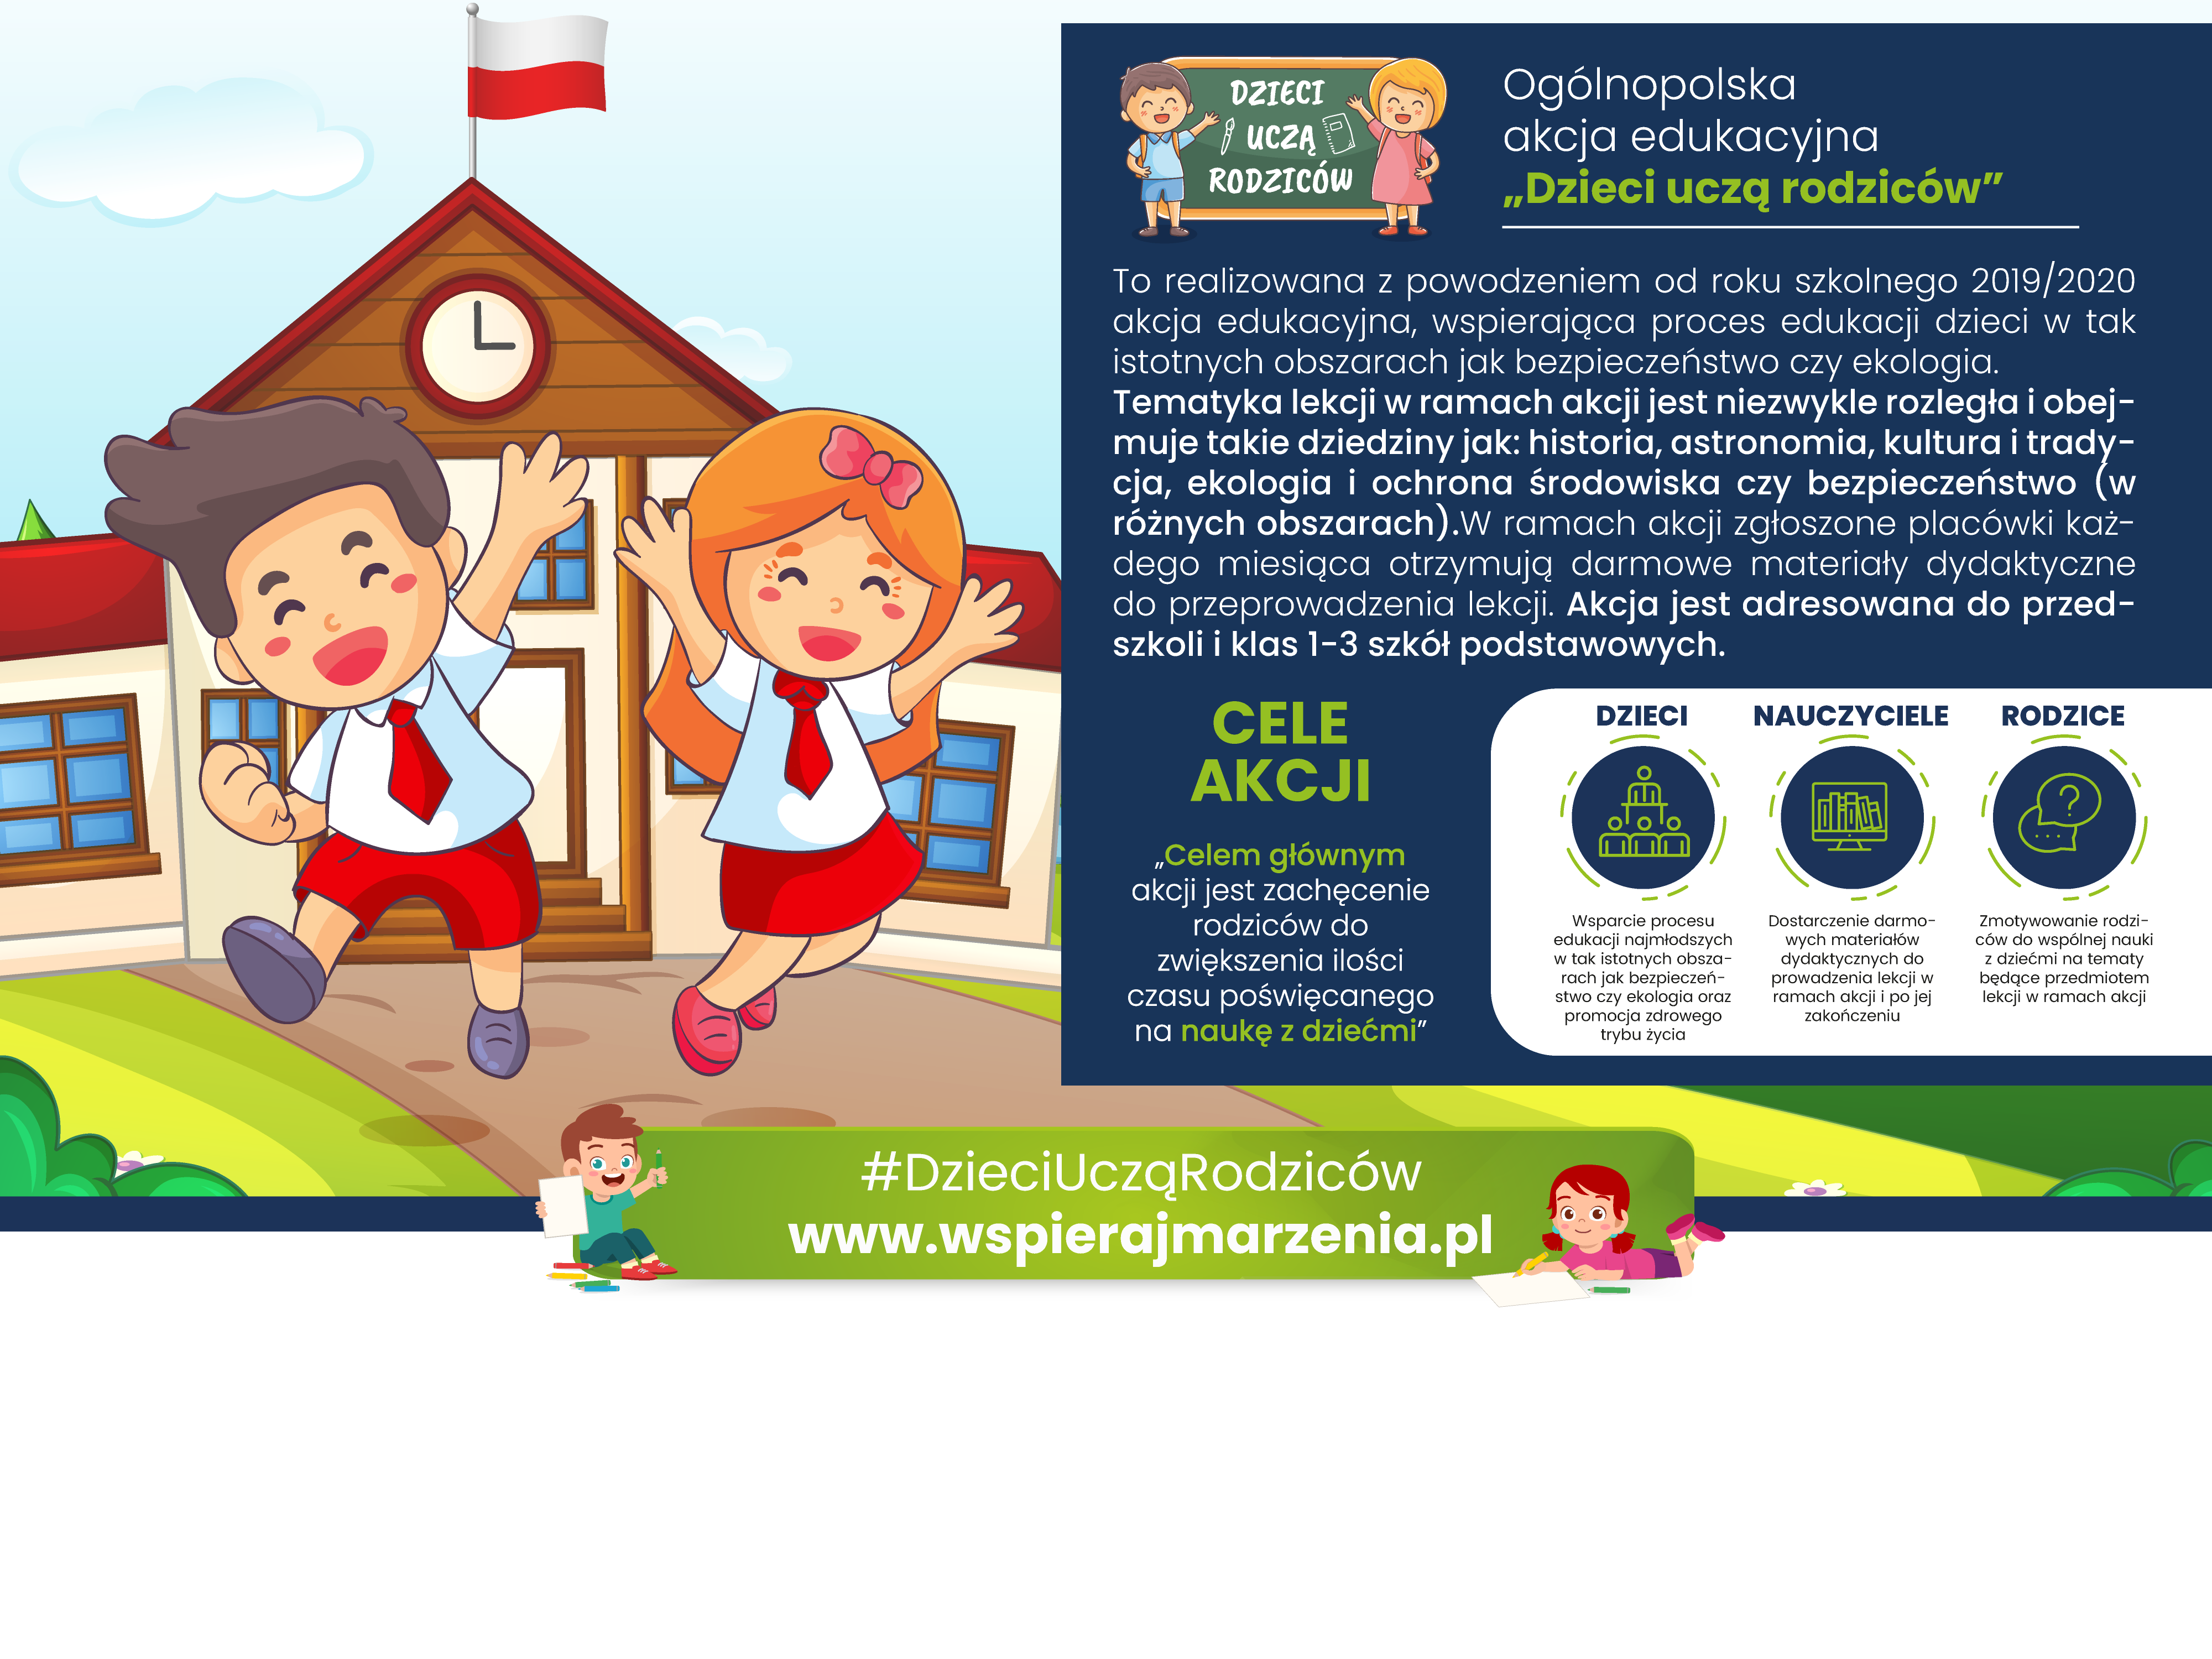 DZIECI
UCZĄ
RODZICÓW
Ogólnopolska
akcja edukacyjna
„Dzieci uczą rodziców”
To realizowana z powodzeniem od roku szkolnego 2019/2020
akcja edukacyjna, wspierająca proces edukacji dzieci w tak
istotnych obszarach jak bezpieczeństwo czy ekologia.
Tematyka lekcji w ramach akcji jest niezwykle rozległa i obej-
muje takie dziedziny jak: historia, astronomia, kultura i trady-
cja, ekologia i ochrona środowiska czy bezpieczeństwo (w
różnych obszarach).W ramach akcji zgłoszone placówki każ-
dego miesiąca otrzymują darmowe materiały dydaktyczne
do przeprowadzenia lekcji. Akcja jest adresowana do przed-
szkoli i klas 1-3 szkół podstawowych.
CELE
AKCJI
„Celem głównym
akcji jest zachęcenie
rodziców do
zwiększenia ilości
czasu poświęcanego
na naukę z dziećmi”
DZIECI
Wsparcie procesu
edukacji najmłodszych
w tak istotnych obsza-
rach jak bezpieczeń-
stwo czy ekologia oraz
promocja zdrowego
trybu życia
NAUCZYCIELE
Dostarczenie darmo-
wych materiałów
dydaktycznych do
prowadzenia lekcji w
ramach akcji i po jej
zakończeniu
RODZICE
Zmotywowanie rodzi-
ców do wspólnej nauki
z dziećmi na tematy
będące przedmiotem
lekcji w ramach akcji
#DzieciUcząRodziców
www.wspierajmarzenia.pl